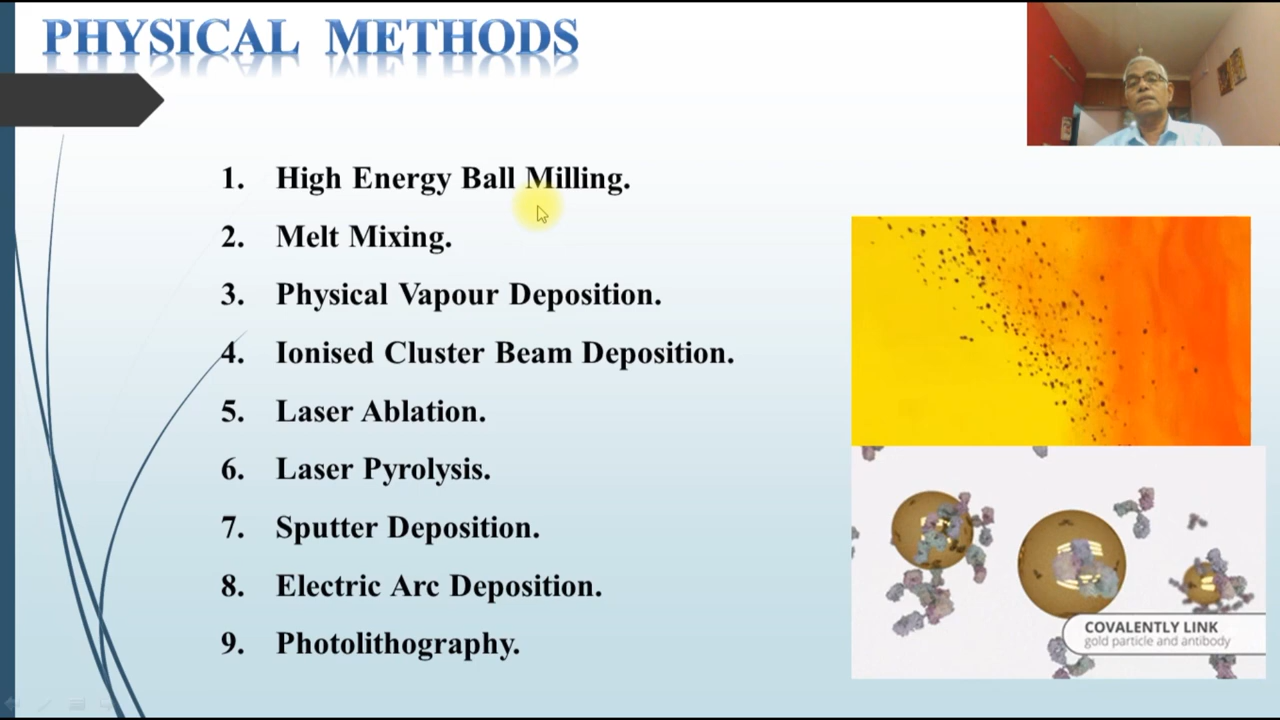 PHYSICAL METHODS
1. High Energy Ball Milling.
2. Melt Mixing.
3. Physical Vapour Deposition.
4. Ionised Cluster Beam Deposition.
5. Laser Ablation.
6. Laser Pyrolysis.
7. Sputter Deposition.
8. Electric Arc Deposition.
9. Photolithography.
COVALENTLY LINK
gold particle and antibody